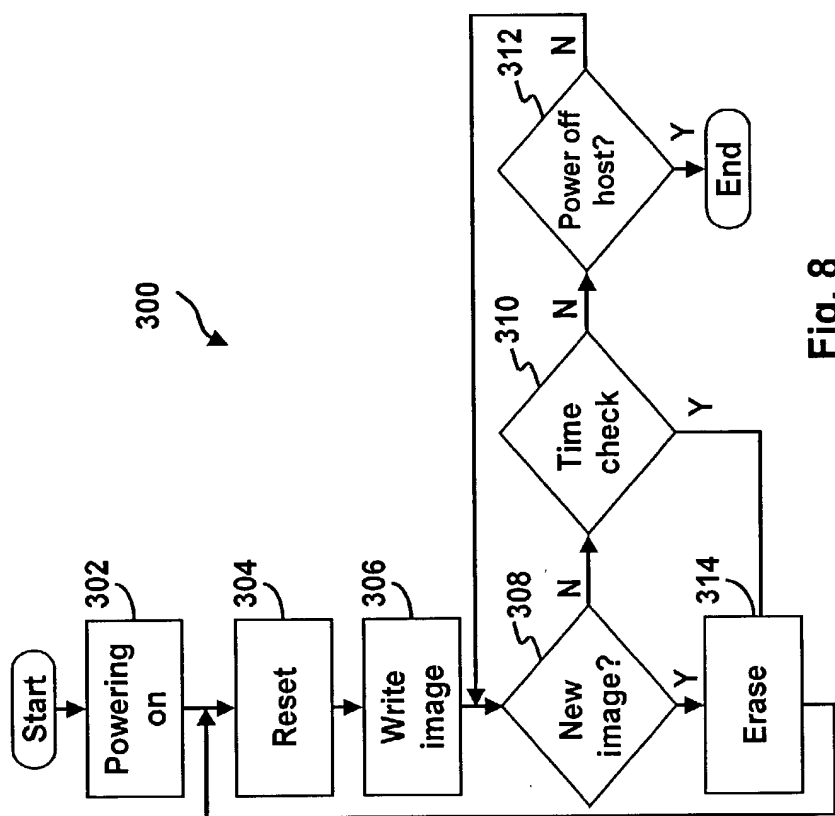 300
Start
Powering
on
302
Reset
304
Write
image
306
New
image?
308
N
Y
Time
check
310
N
Y
Power off
host?
312
N
Y
End
Erase
314
Fig. 8